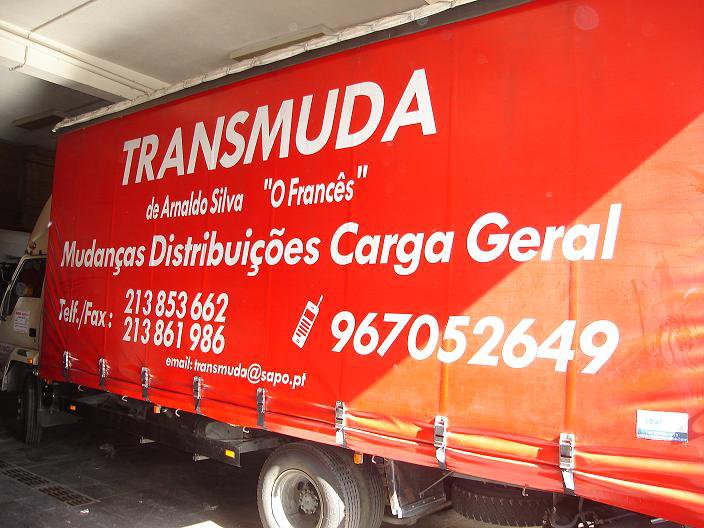 TRANSMUDA
de Arnaldo Silva "O Francês"
Mudanças Distribuições Carga Geral
Telf./Fax: 213 853 662
213 861 986
967052649
email: transmuda@sapo.pt